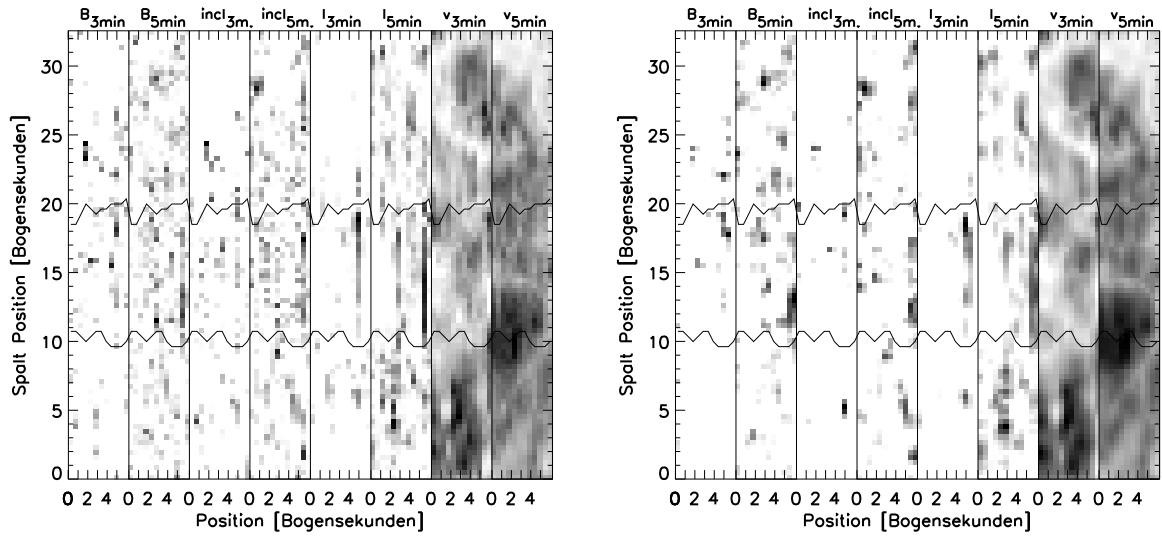 B3min B5min incl3m. incl5m. I3min I5min v3min v5min
30
25
20
15
10
5
0
Spalt Position [Bogensekunden]
0 2 4 0 2 4 0 2 4 0 2 4 0 2 4 0 2 4 0 2 4 0 2 4
Position [Bogensekunden]
B3min B5min incl3m. incl5m. I3min I5min v3min v5min
30
25
20
15
10
5
0
Spalt Position [Bogensekunden]
0 2 4 0 2 4 0 2 4 0 2 4 0 2 4 0 2 4 0 2 4 0 2 4
Position [Bogensekunden]